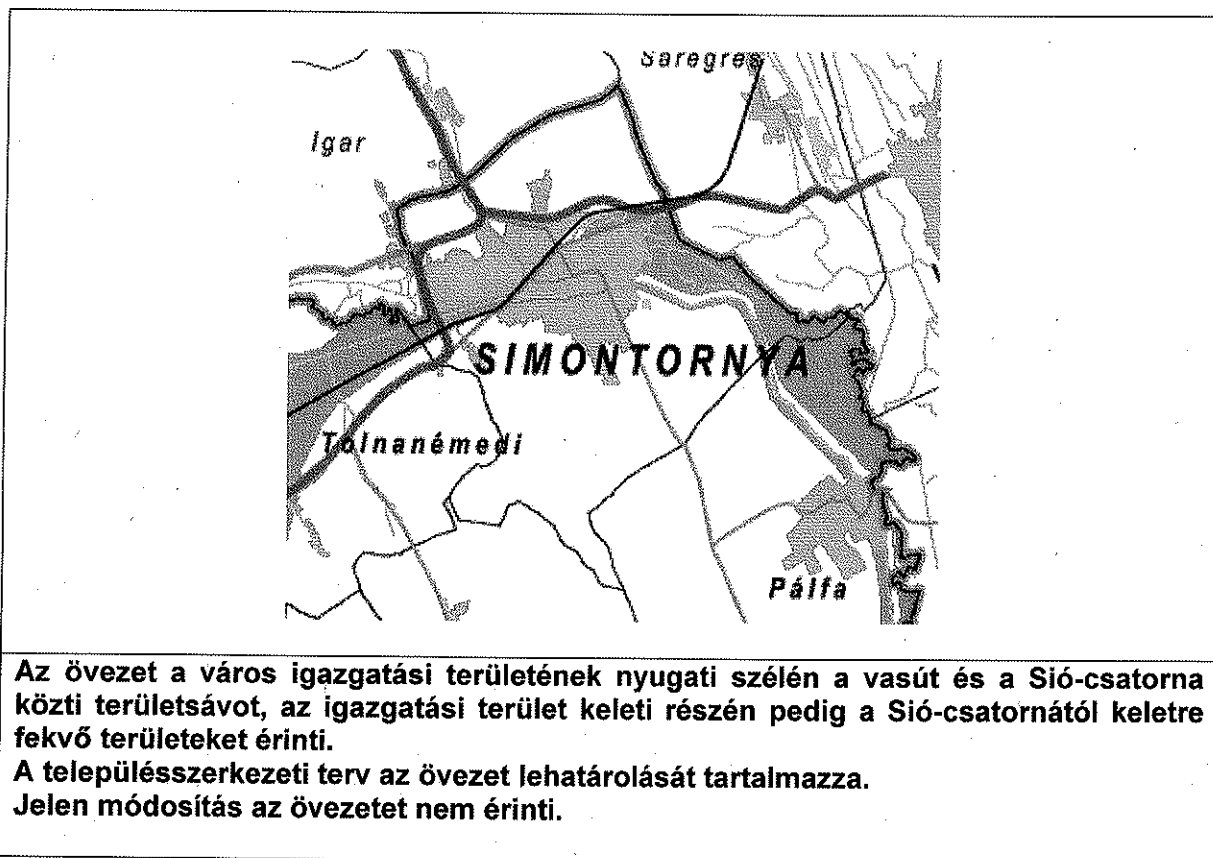 Sáregres
Igar
SIMONTORNYA
Tolnanémedi
Pálfa
Az övezet a város igazgatási területének nyugati szélén a vasút és a Sió-csatorna
közti területsávot, az igazgatási terület keleti részén pedig a Sió-csatornától keletre
fekvő területeket érinti.
A településszerkezeti terv az övezet lehatárolását tartalmazza.
Jelen módosítás az övezetet nem érinti.